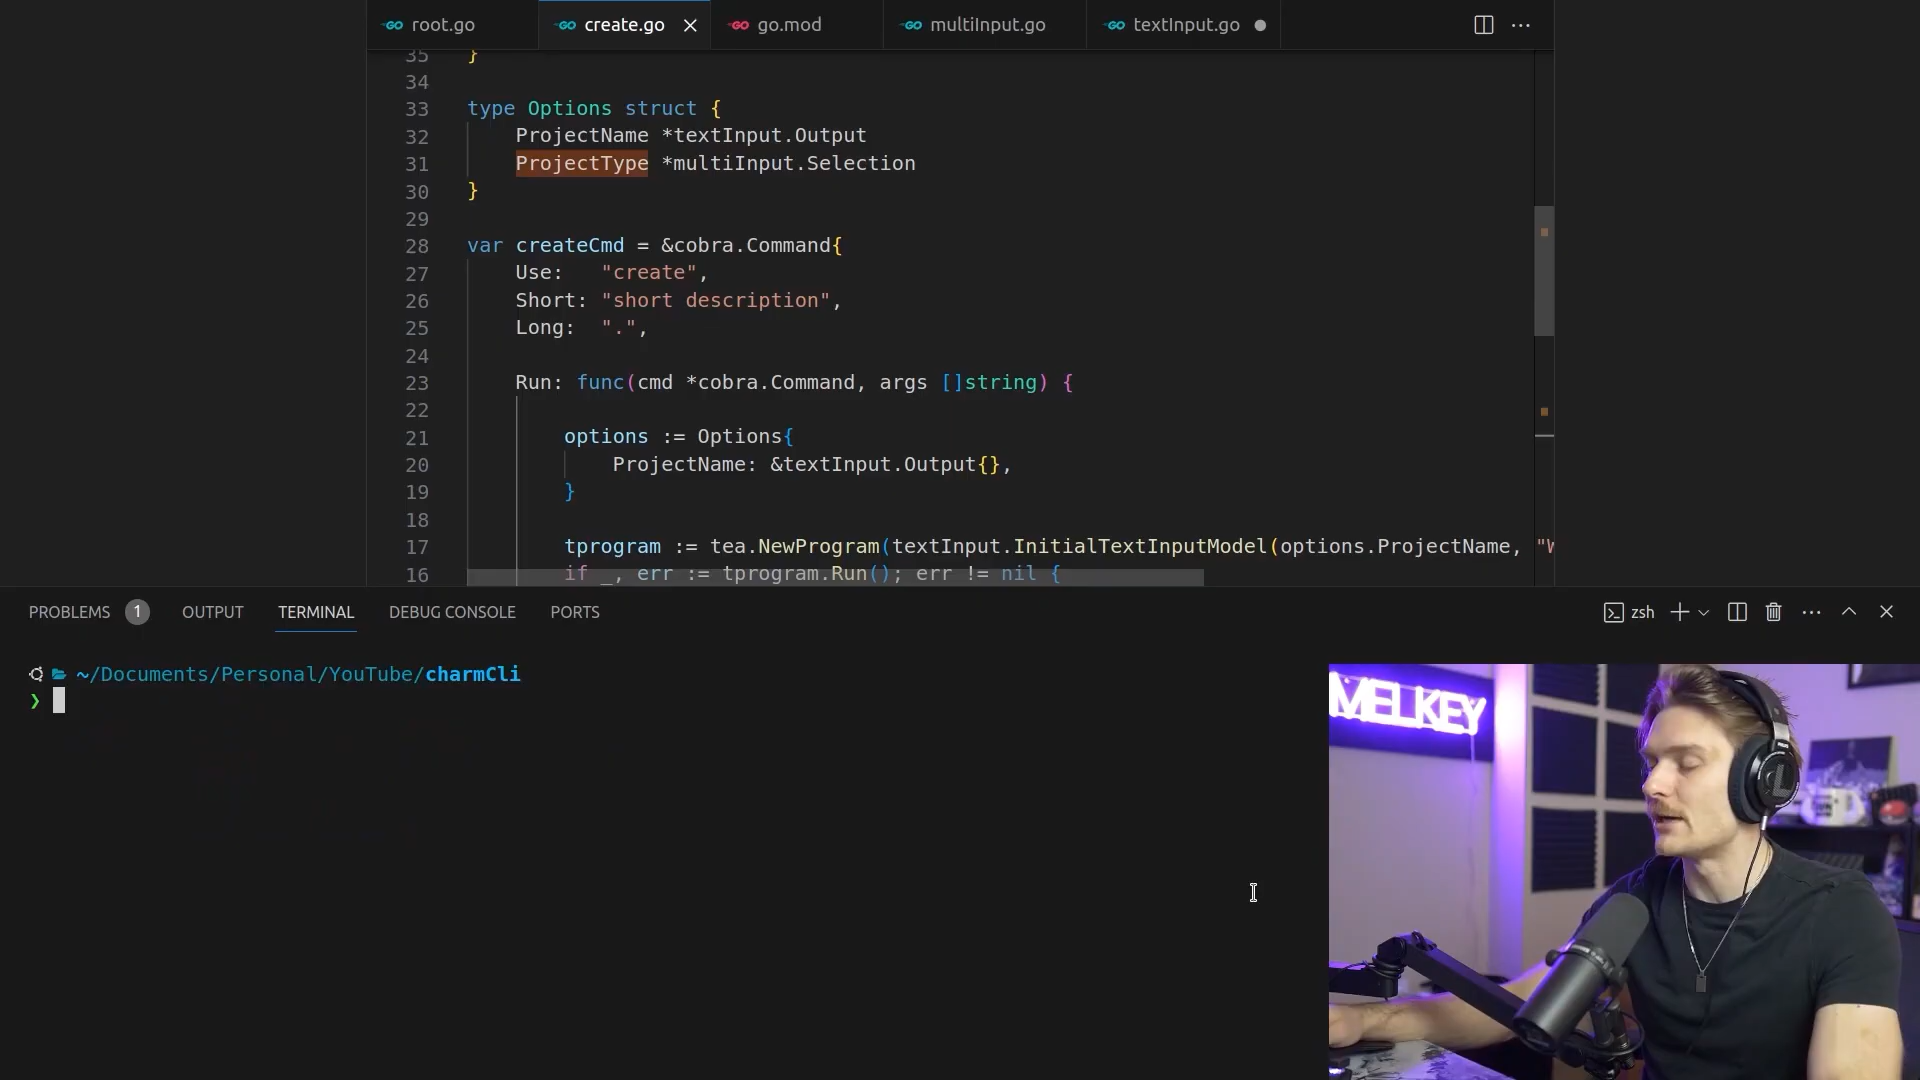 root.go
create.go
go.mod
multiInput.go
textInput.go
35 }
34
33 type Options struct {
32 ProjectName *textInput.Output
31 ProjectType *multiInput.Selection
30 }
29
28 var createCmd = &cobra.Command{
27 Use: "create",
26 Short: "short description",
25 Long: ".",
24
23 Run: func(cmd *cobra.Command, args []string) {
22
21 options := Options{
20 ProjectName: &textInput.Output{},
19 }
18
17 tprogram := tea.NewProgram(textInput.InitialTextInputModel(options.ProjectName, "W
16 if _, err := tprogram.Run(); err != nil {
PROBLEMS 1 OUTPUT TERMINAL DEBUG CONSOLE PORTS
zsh
~/Documents/Personal/YouTube/charmCli
❯
MELKEY